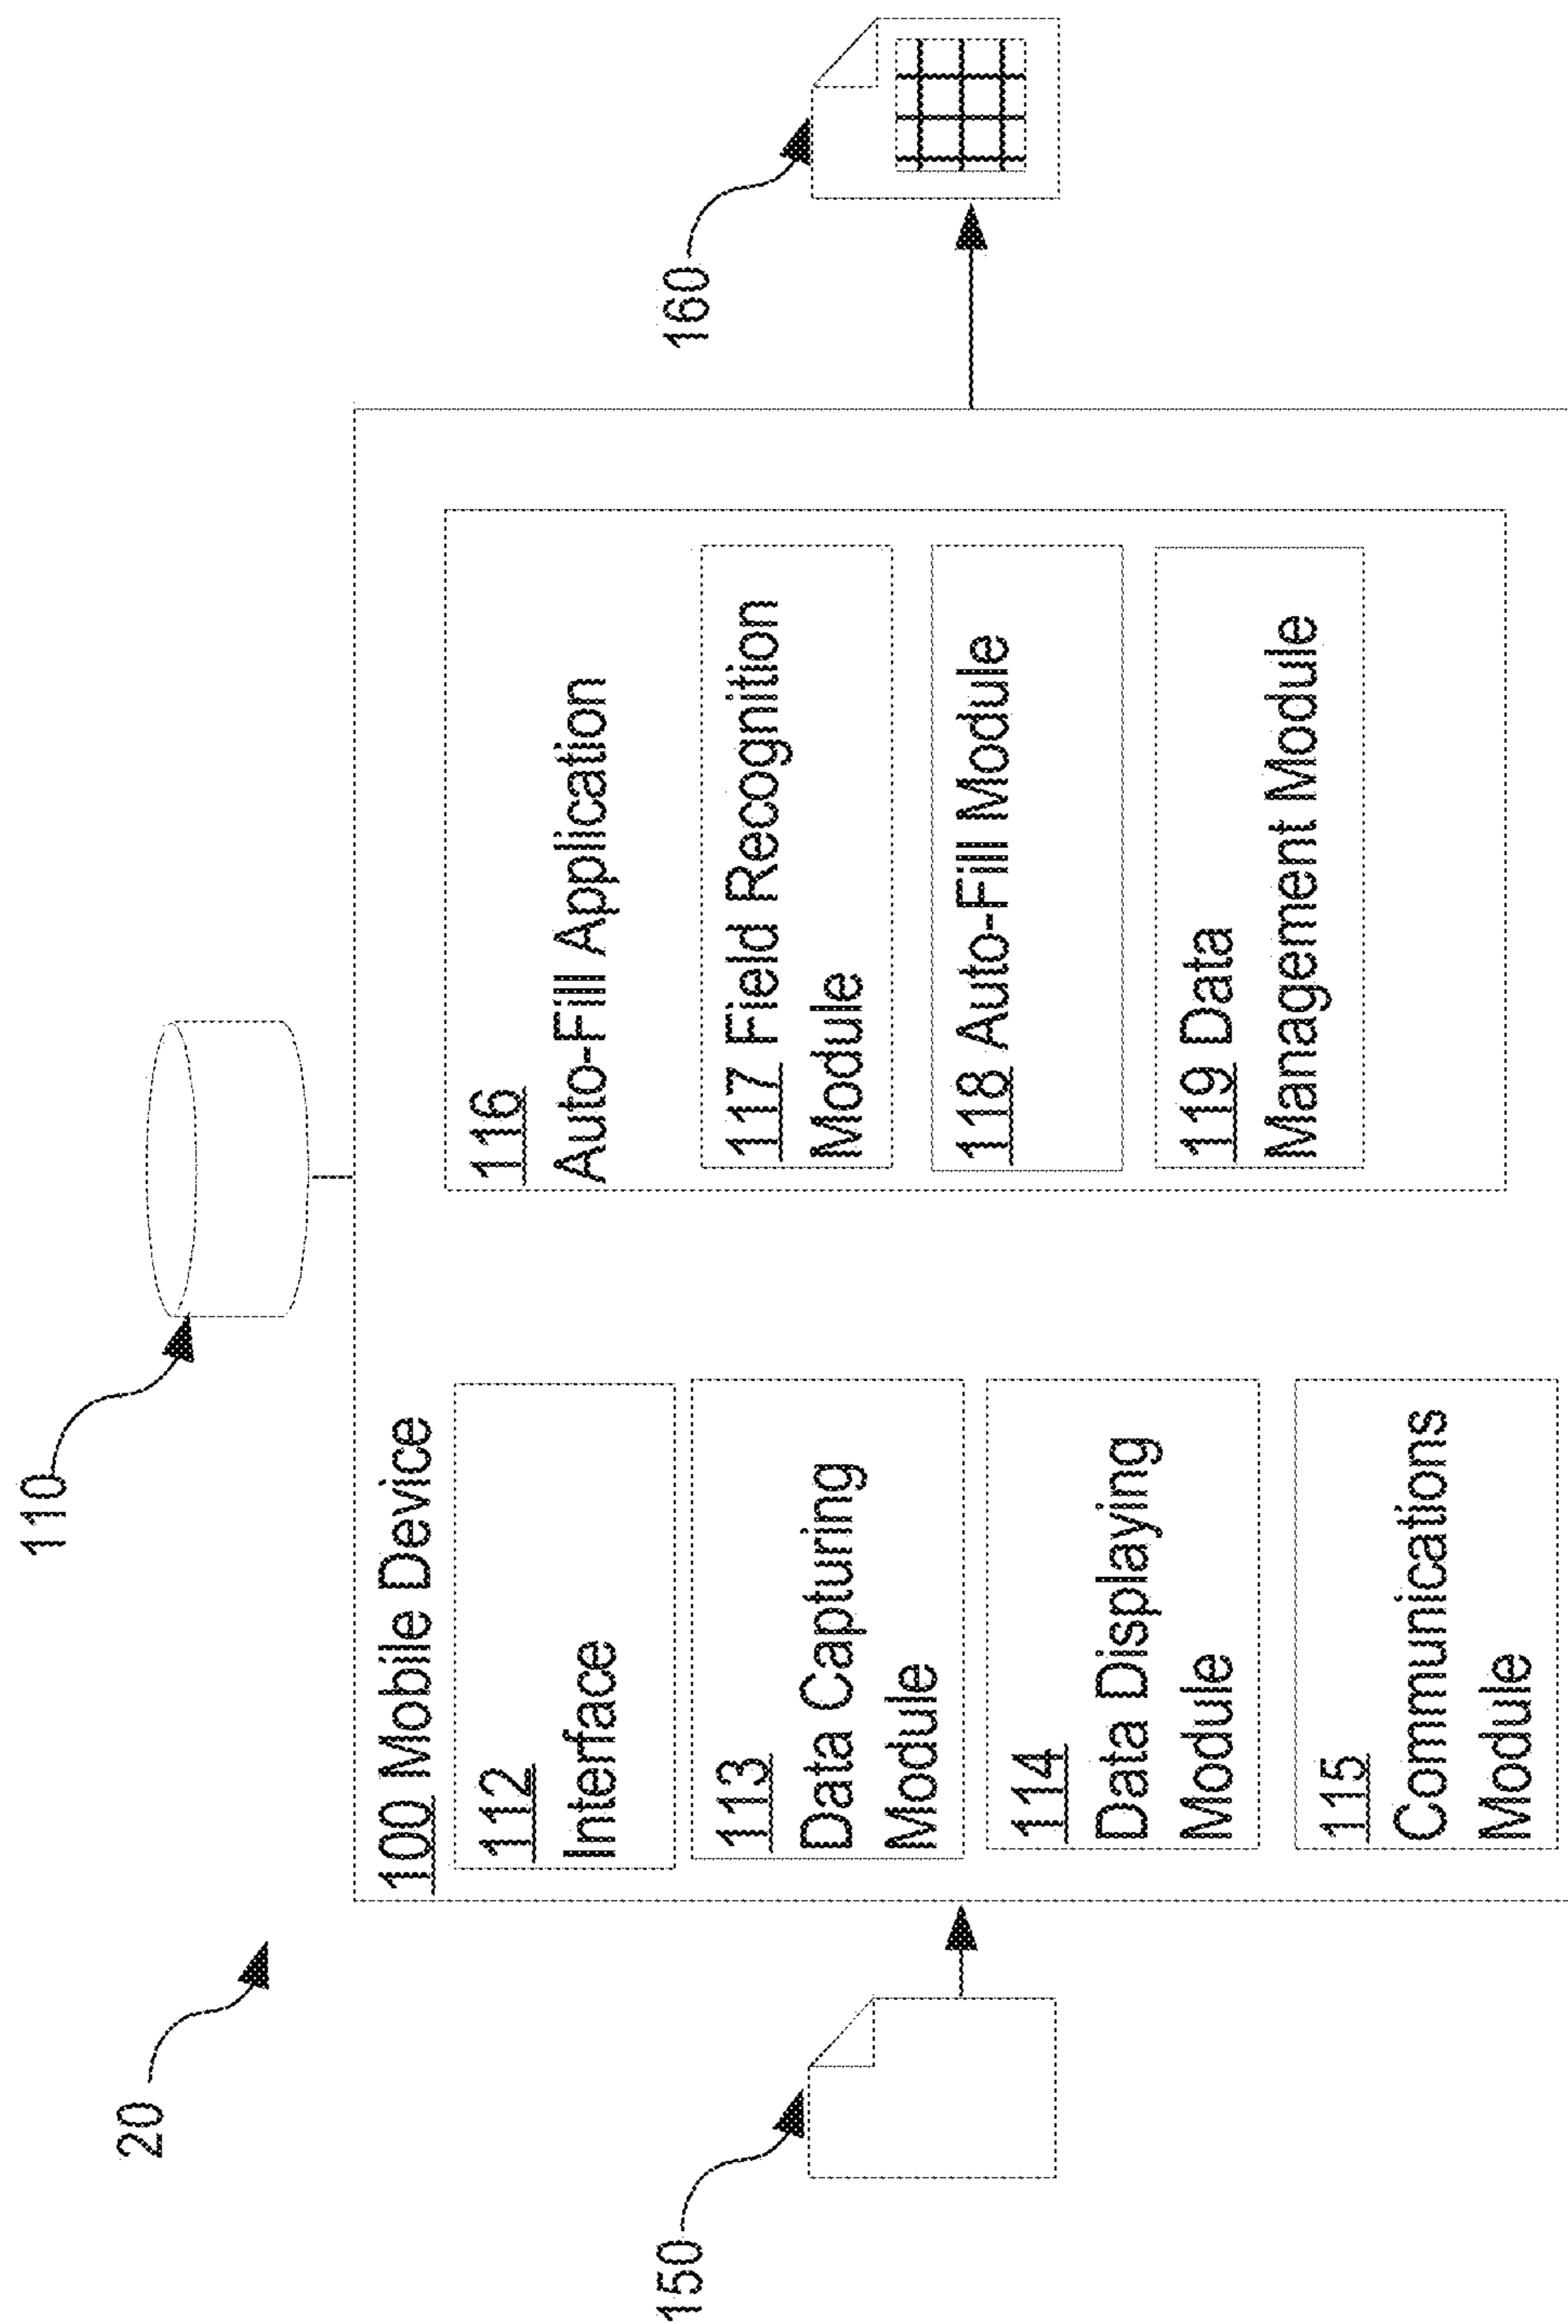 110
20
100 Mobile Device
112
Interface
113
Data Capturing
Module
114
Data Displaying
Module
115
Communications
Module
116
Auto-Fill Application
117 Field Recognition
Module
118 Auto-Fill Module
119 Data
Management Module
150
160